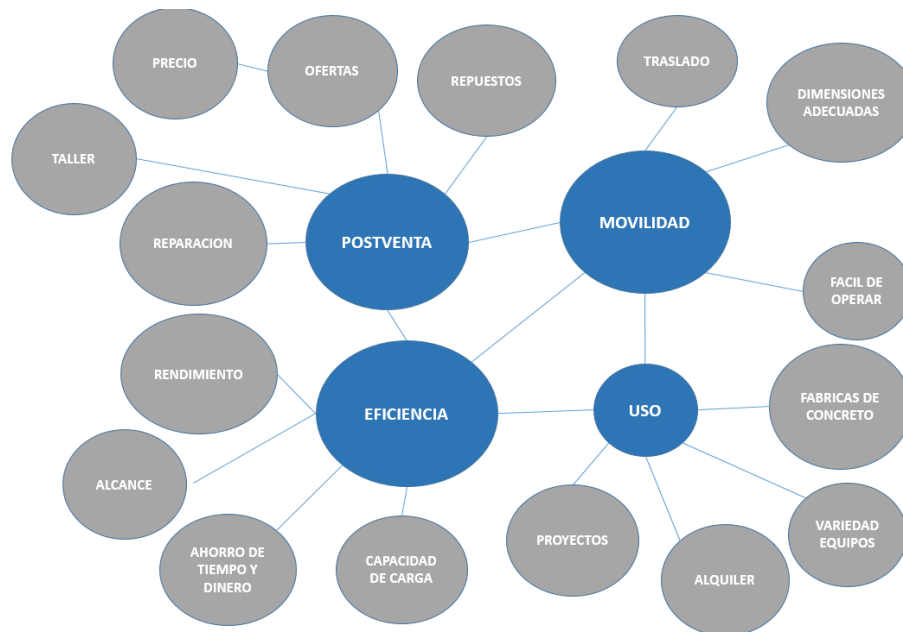 PRECIO
OFERTAS
REPUESTOS
TRASLADO
DIMENSIONES
ADECUADAS
TALLER
REPARACION
POSTVENTA
MOVILIDAD
FACIL DE
OPERAR
RENDIMIENTO
EFICIENCIA
USO
FABRICAS DE
CONCRETO
ALCANCE
AHORRO DE
TIEMPO Y
DINERO
CAPACIDAD
DE CARGA
PROYECTOS
ALQUILER
VARIEDAD
EQUIPOS